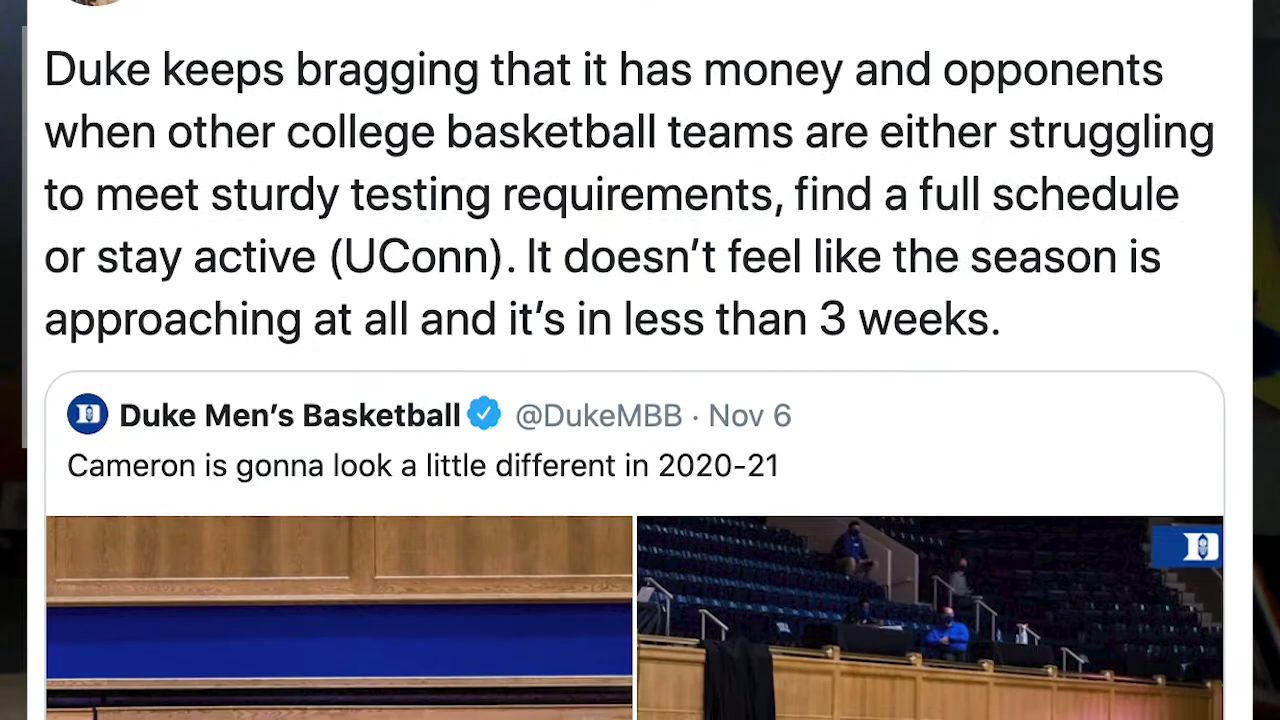 Duke keeps bragging that it has money and opponents
when other college basketball teams are either struggling
to meet sturdy testing requirements, find a full schedule
or stay active (UConn). It doesn’t feel like the season is
approaching at all and it’s in less than 3 weeks.
Duke Men’s Basketball @DukeMBB · Nov 6
Cameron is gonna look a little different in 2020-21